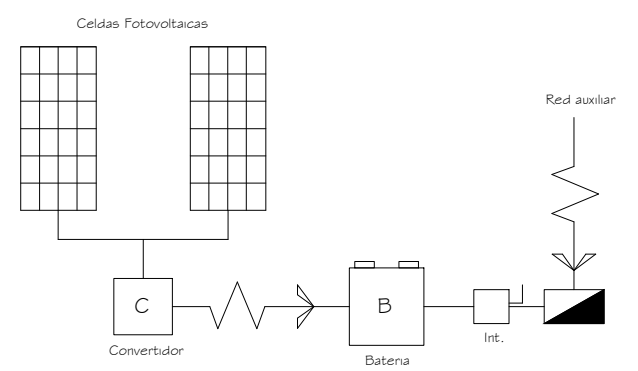 Celdas Fotovoltaicas
Red auxiliar
C
B
Convertidor
Int.
Bateria